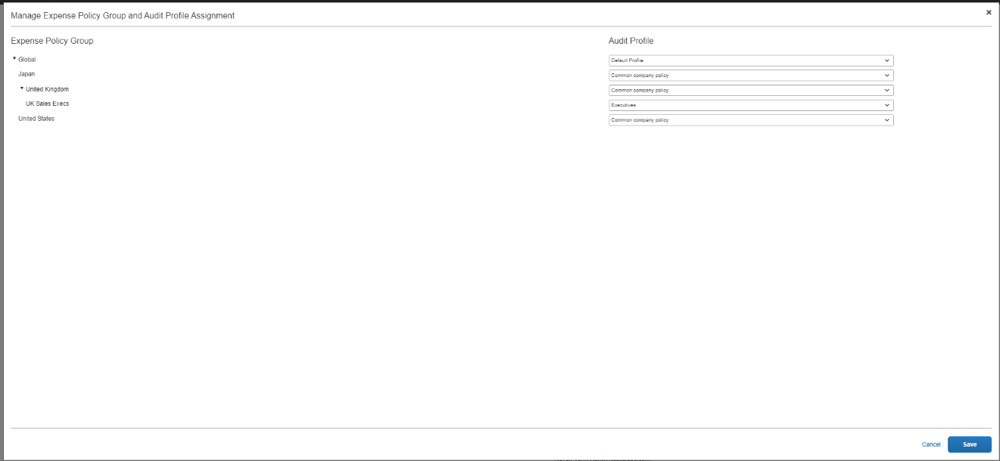 Manage Expense Policy Group and Audit Profile Assignment
Expense Policy Group Audit Profile
Global Default Profile
Japan Common company policy
United Kingdom Common company policy
UK Sales Execs Executives
United States Common company policy
Cancel Save